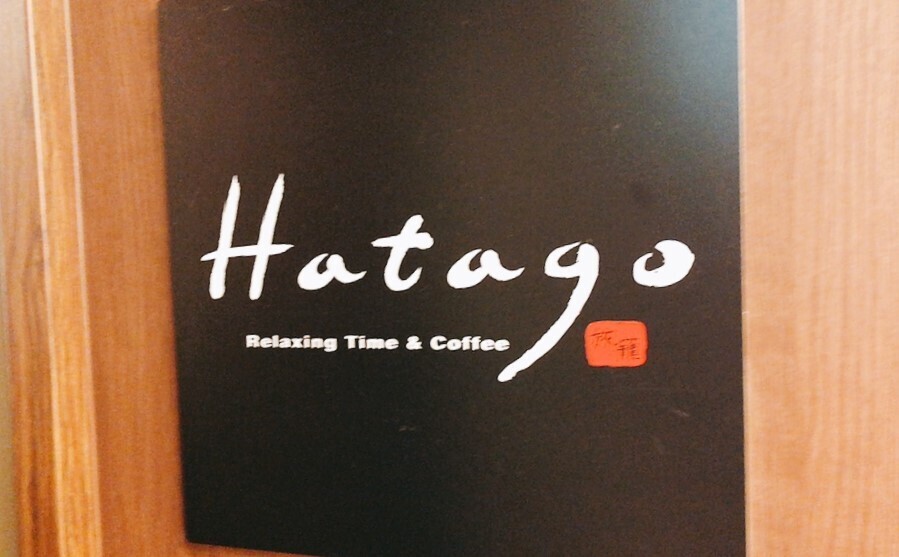 Hatago
Relaxing Time & Coffee